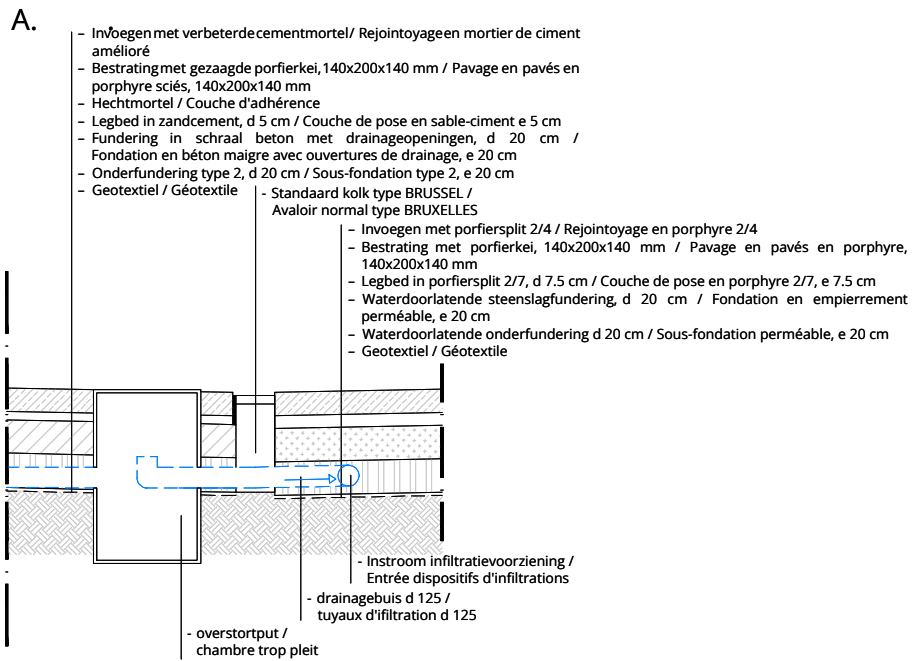 A.
– Invoegen met verbeterde cementmortel / Rejointoyage en mortier de ciment
amélioré
– Bestrating met gezaagde porfierkei, 140x200x140 mm / Pavage en pavés en
porphyre sciés, 140x200x140 mm
– Hechtmortel / Couche d'adhérence
– Legbed in zandcement, d 5 cm / Couche de pose en sable-ciment e 5 cm
– Fundering in schraal beton met drainageopeningen, d 20 cm /
Fondation en béton maigre avec ouvertures de drainage, e 20 cm
– Onderfundering type 2, d 20 cm / Sous-fondation type 2, e 20 cm
– Geotextiel / Géotextile
- Standaard kolk type BRUSSEL /
Avaloir normal type BRUXELLES
– Invoegen met porfiersplit 2/4 / Rejointoyage en porphyre 2/4
– Bestrating met porfierkei, 140x200x140 mm / Pavage en pavés en porphyre,
140x200x140 mm
– Legbed in porfiersplit 2/7, d 7.5 cm / Couche de pose en porphyre 2/7, e 7.5 cm
– Waterdoorlatende steenslagfundering, d 20 cm / Fondation en empierrement
perméable, e 20 cm
– Waterdoorlatende onderfundering d 20 cm / Sous-fondation perméable, e 20 cm
– Geotextiel / Géotextile
- Instroom infiltratievoorziening /
Entrée dispositifs d'infiltrations
- drainagebuis d 125 /
tuyaux d'ifiltration d 125
- overstortput /
chambre trop pleit